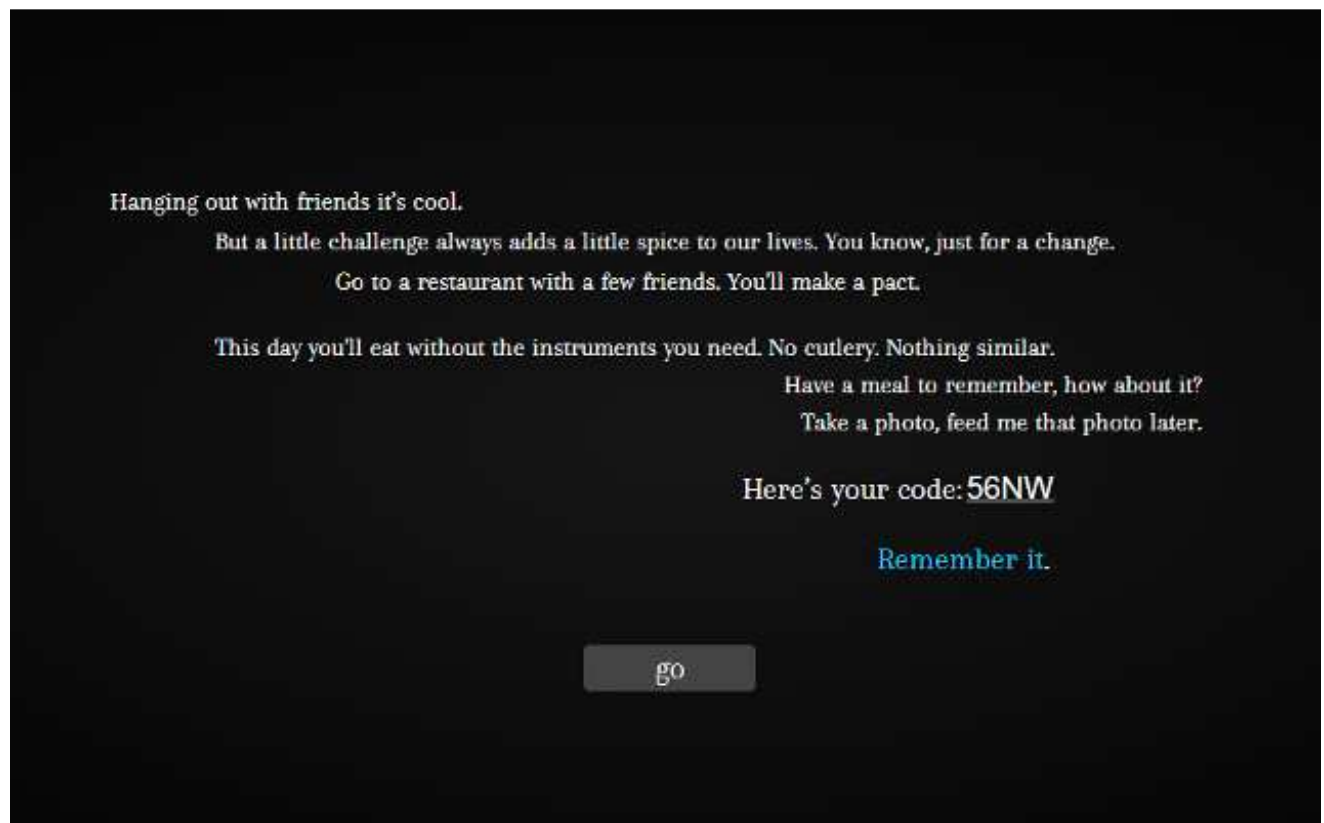 Hanging out with friends it's cool.
But a little challenge always adds a little spice to our lives. You know, just for a change.
Go to a restaurant with a few friends. You'll make a pact.
This day you'll eat without the instruments you need. No cutlery. Nothing similar.
Have a meal to remember, how about it?
Take a photo, feed me that photo later.
Here's your code: 56NW
Remember it.
go